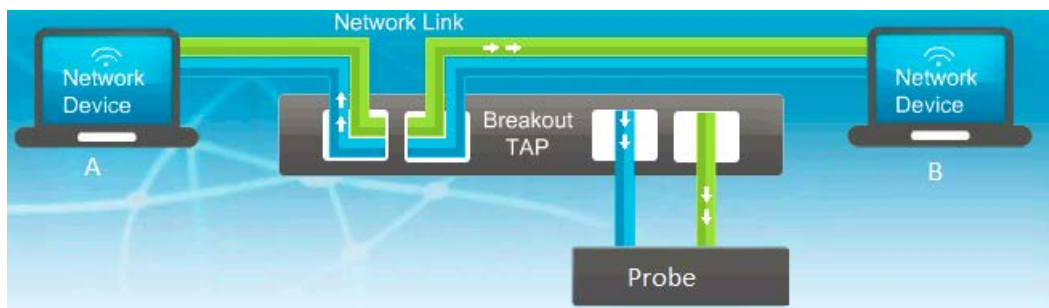 Network Link
Network
Device
A
Breakout
TAP
Network
Device
B
Probe